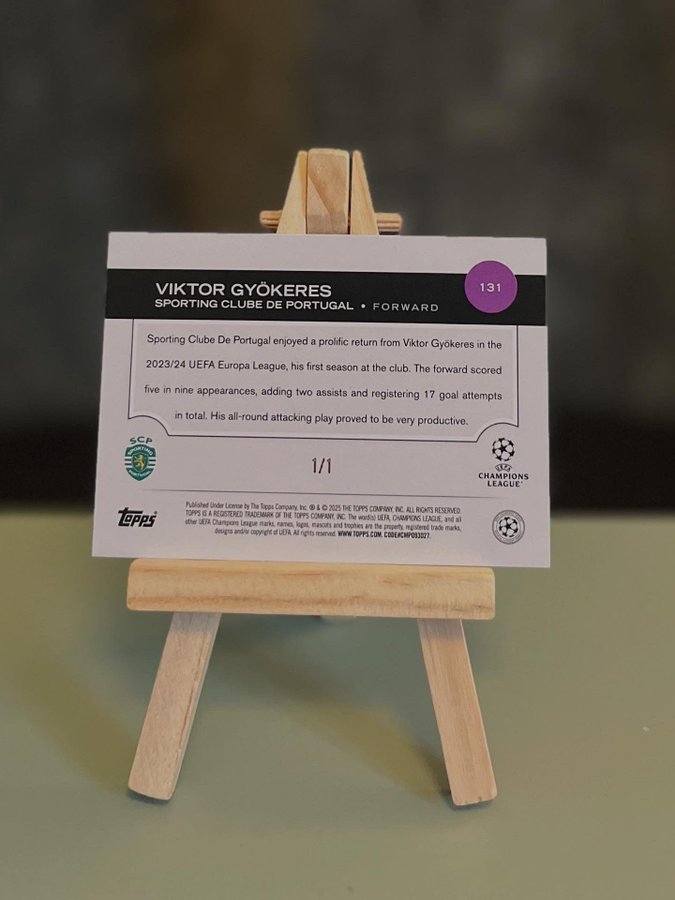 VIKTOR GYÖKERES
SPORTING CLUBE DE PORTUGAL • FORWARD
131
Sporting Clube De Portugal enjoyed a prolific return from Viktor Gyökeres in the
2023/24 UEFA Europa League, his first season at the club. The forward scored
five in nine appearances, adding two assists and registering 17 goal attempts
in total. His all-round attacking play proved to be very productive.
SCP
SPORTING
PORTUGAL
1/1
UEFA
CHAMPIONS
LEAGUE
Topps
Published Under License by The Topps Company, Inc. ® & © 2025 THE TOPPS COMPANY, INC. ALL RIGHTS RESERVED.
TOPPS IS A REGISTERED TRADEMARK OF THE TOPPS COMPANY, INC. The word(s) UEFA, CHAMPIONS LEAGUE, and all
other UEFA Champions League marks, names, logos, mascots and trophies are the property, registered trade marks,
designs and/or copyright of UEFA. All rights reserved. WWW.TOPPS.COM. CODE#CMP093027.